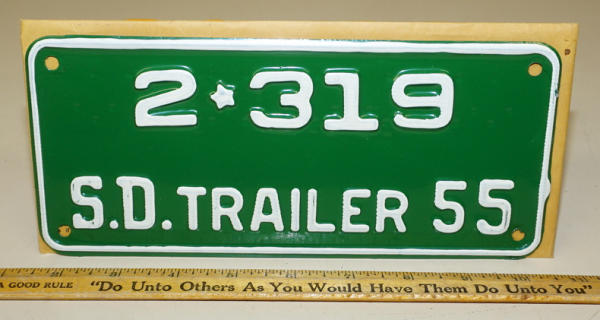 2★319
S.D. TRAILER 55
A GOOD RULE "Do Unto Others As You Would Have Them Do Unto You"